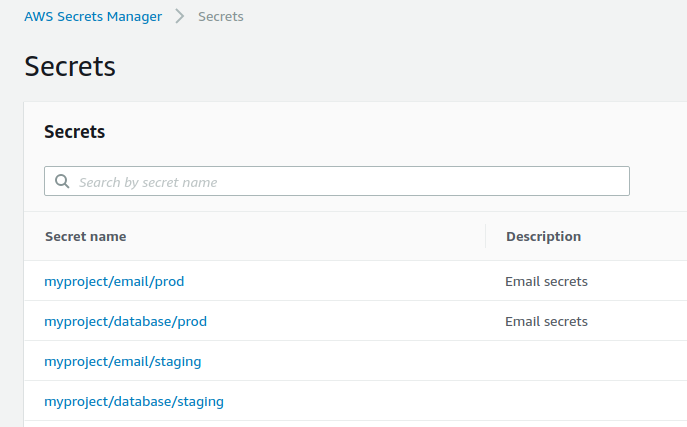 AWS Secrets Manager > Secrets
Secrets
Secrets
Search by secret name
Secret name Description
myproject/email/prod Email secrets
myproject/database/prod Email secrets
myproject/email/staging
myproject/database/staging